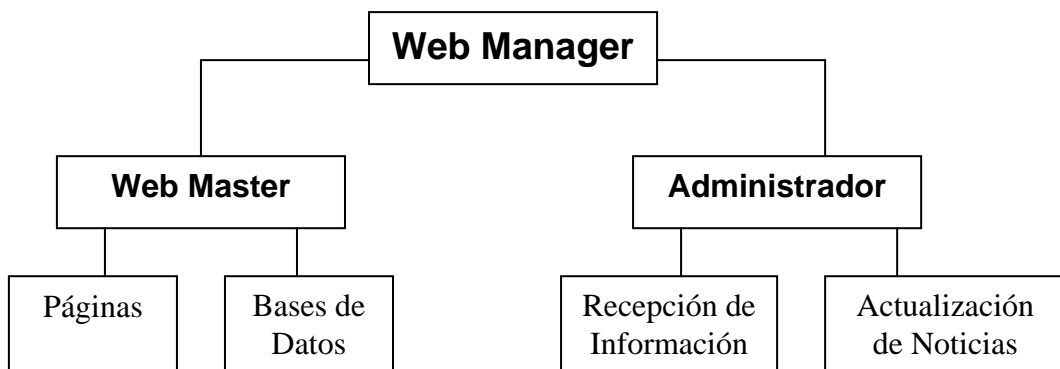 Web Manager
Web Master
Administrador
Páginas
Bases de
Datos
Recepción de
Información
Actualización
de Noticias